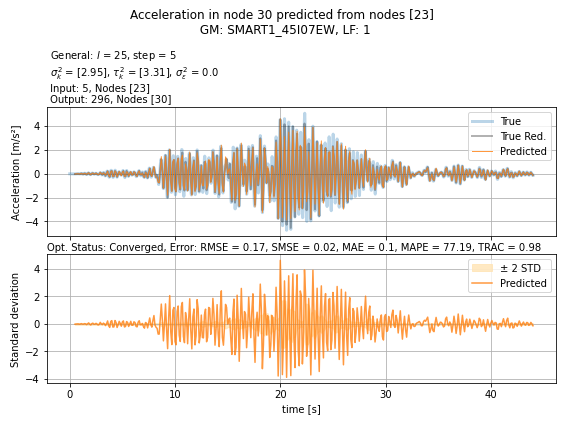 Acceleration in node 30 predicted from nodes [23]
GM: SMART1_45I07EW, LF: 1
General: l = 25, step = 5
σ²ₖ = [2.95], τ²ₖ = [3.31], σ²_ε = 0.0
Input: 5, Nodes [23]
Output: 296, Nodes [30]
Acceleration [m/s²]
4
2
0
−2
−4
True
True Red.
Predicted
Opt. Status: Converged, Error: RMSE = 0.17, SMSE = 0.02, MAE = 0.1, MAPE = 77.19, TRAC = 0.98
Standard deviation
4
2
0
−2
−4
± 2 STD
Predicted
0 10 20 30 40
time [s]